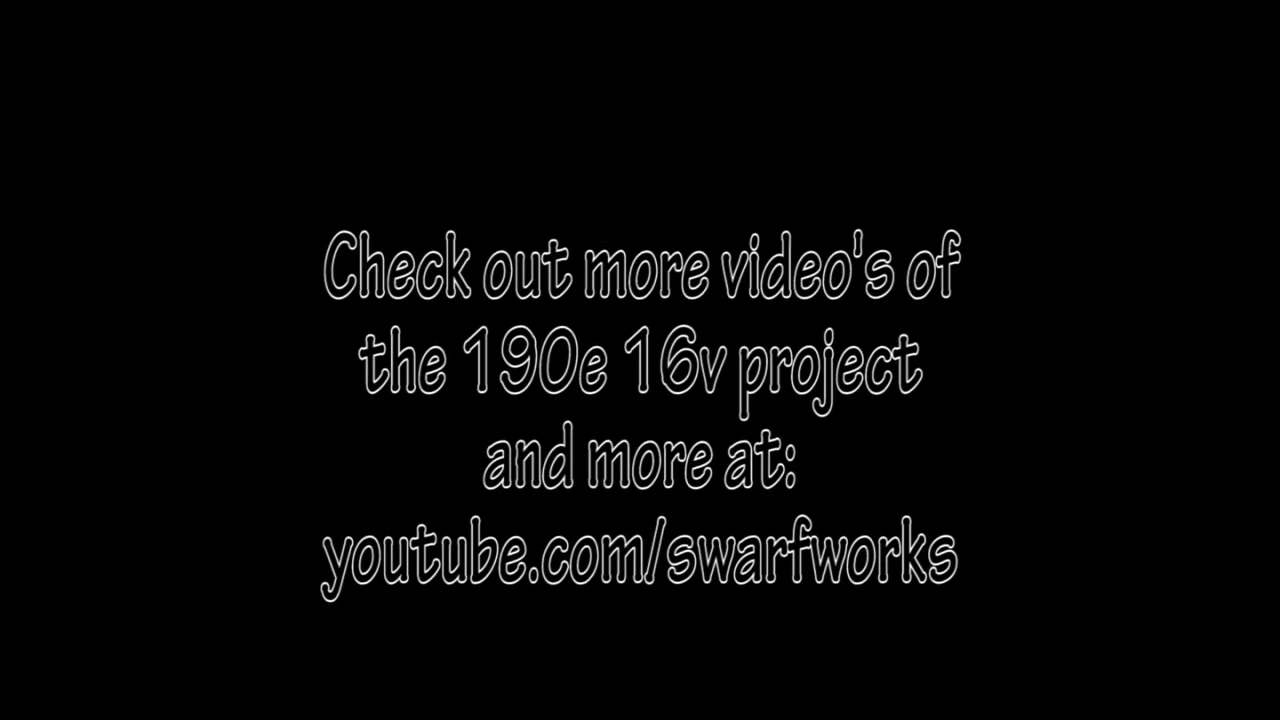 Check out more video's of
the 190e 16v project
and more at:
youtube.com/swarfworks